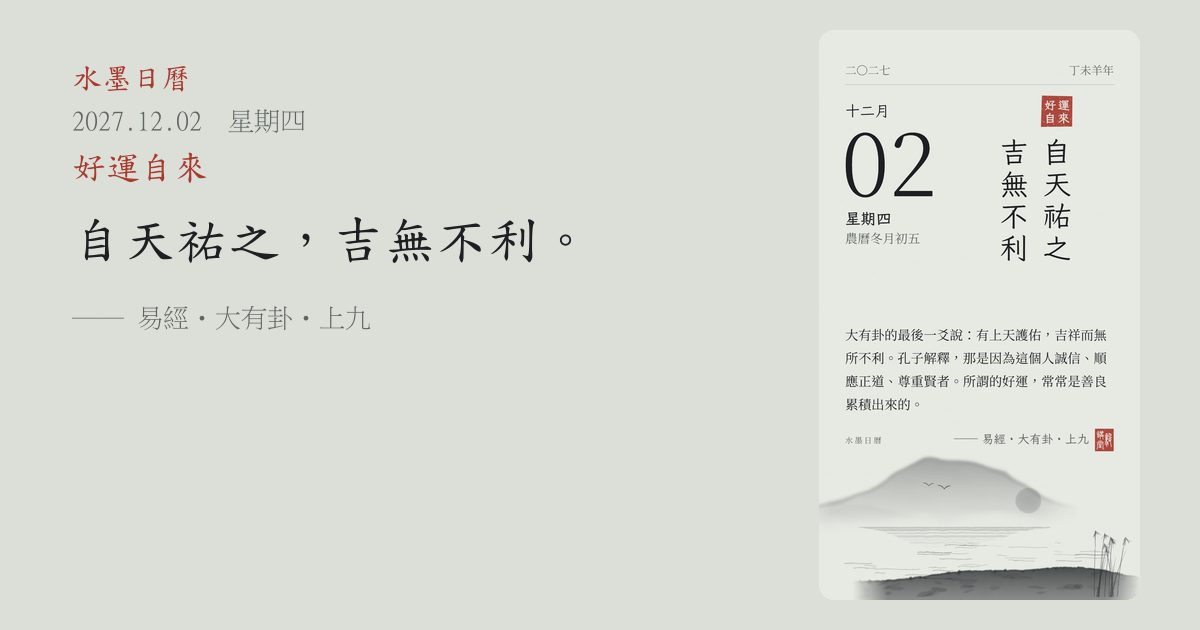 水墨日曆
2027.12.02 星期四
好運自來
自天祐之，吉無不利。
—— 易經・大有卦・上九
二〇二七
丁未羊年
十二月
02
星期四
農曆冬月初五
好運自來
自天祐之
吉無不利
大有卦的最後一爻說：有上天護佑，吉祥而無
所不利。孔子解釋，那是因為這個人誠信、順
應正道、尊重賢者。所謂的好運，常常是善良
累積出來的。
水墨日曆
—— 易經・大有卦・上九